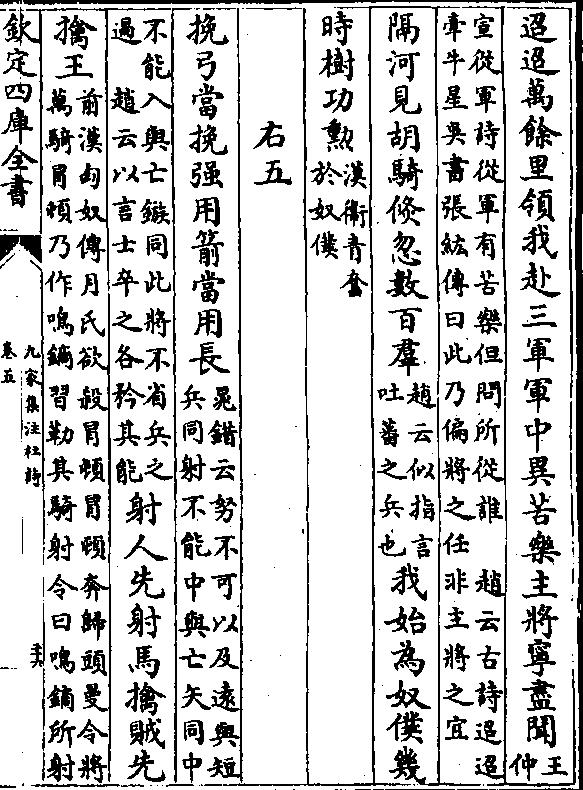 迢迢萬餘里領我赴三軍軍中異苦樂主將寧盡聞王仲
宣從軍詩從軍有苦樂但問所從誰　趙云古詩迢迢
牽牛星吳書張紘傳曰此乃偏將之任非主將之宜
隔河見胡騎倐忽數百羣趙云似指言吐蕃之兵也我始為奴僕幾
時樹功勲漢衛青奮於奴僕
右五
挽弓當挽强用箭當用長晁錯云努不可以及遠與短兵同射不能中與亡矢同中
不能入與亡鏃同此將不省兵之過　趙云以言士卒之各矜其能射人先射馬擒賊先
擒王前漢匈奴傳月氏欲殺冒頓冒頓奔歸頭曼令將萬騎冒頓乃作鳴鏑習勒其騎射令曰鳴鏑所射
欽定四庫全書
九家集注杜詩
卷五